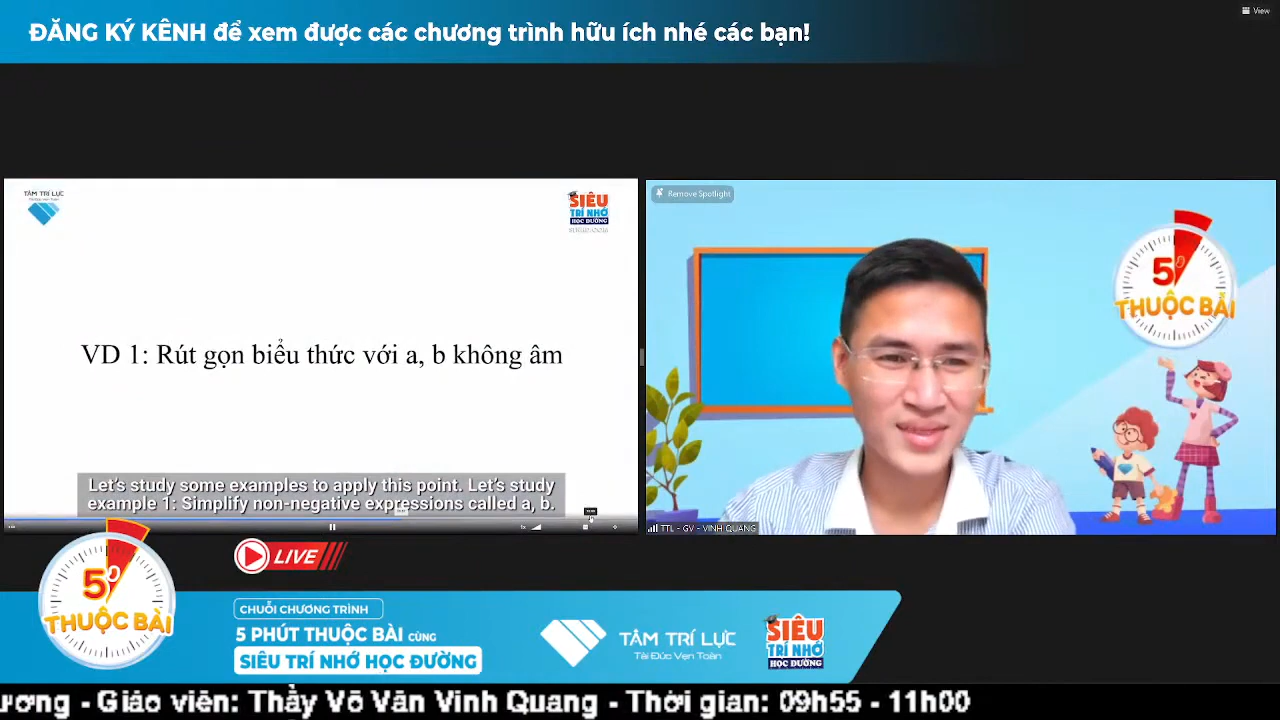 View
ĐĂNG KÝ KÊNH để xem được các chương trình hữu ích nhé các bạn!
TÂM TRÍ LỰC
SIÊU
TRÍ NHỚ
HỌC ĐƯỜNG
VD 1: Rút gọn biểu thức với a, b không âm
Let's study some examples to apply this point. Let's study
example 1: Simplify non-negative expressions called a, b.
Remove Spotlight
5
THUỘC BÀI
TTL - GV - VINH QUANG
LIVE
5
THUỘC BÀI
CHUỖI CHƯƠNG TRÌNH
5 PHÚT THUỘC BÀI CÙNG
SIÊU TRÍ NHỚ HỌC ĐƯỜNG
TÂM TRÍ LỰC
Tài Đức Vẹn Toàn
SIÊU
TRÍ NHỚ
HỌC ĐƯỜNG
ương - Giáo viên: Thầy Võ Văn Vinh Quang - Thời gian: 09h55 - 11h00